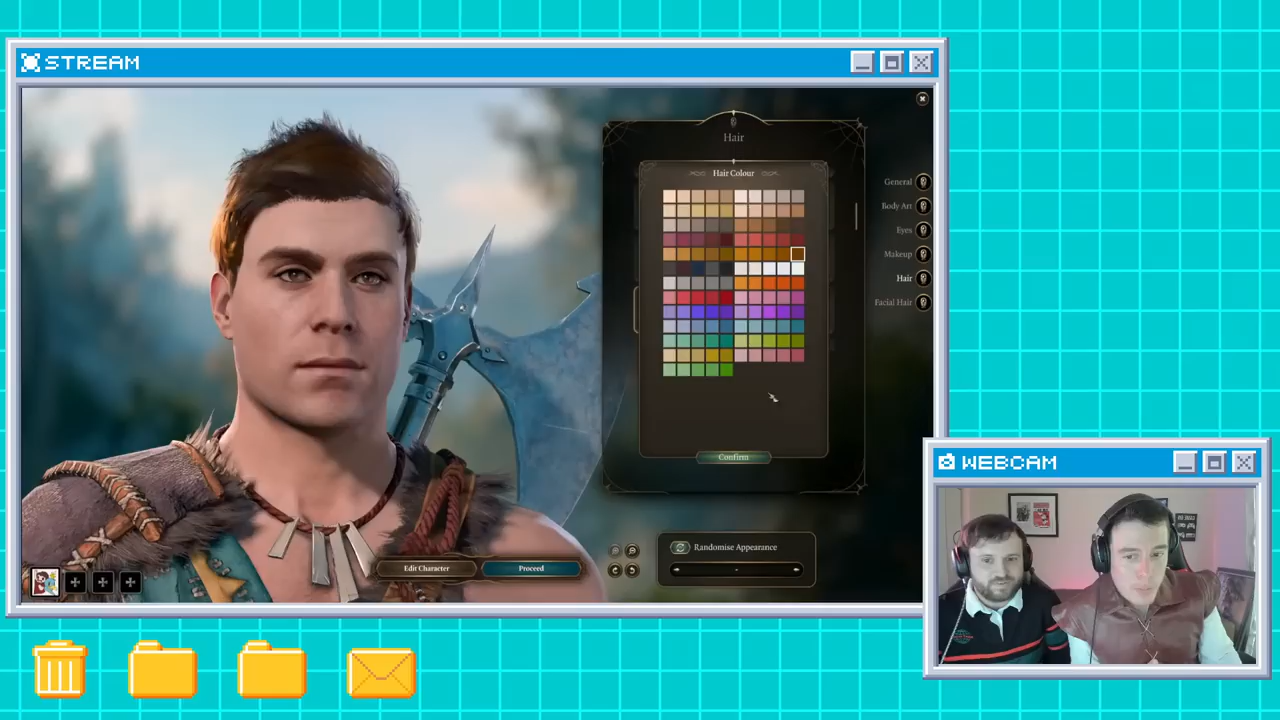 STREAM
Hair
Hair Colour
General
Body Art
Eyes
Makeup
Hair
Facial Hair
Confirm
Randomise Appearance
Edit Character
Proceed
WEBCAM